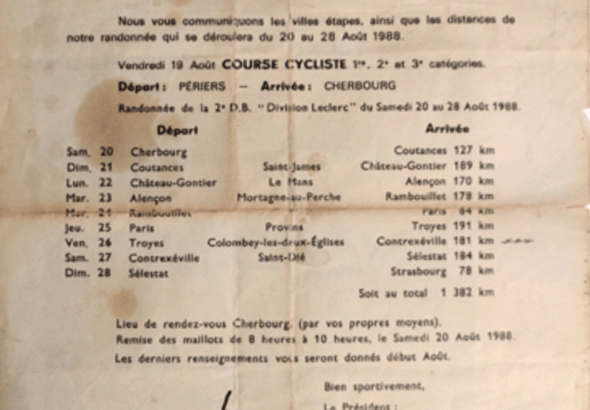 Nous vous communiquons les villes étapes, ainsi que les distances de
notre randonnée qui se déroulera du 20 au 28 Août 1988.
Vendredi 19 Août COURSE CYCLISTE 1re, 2e et 3e catégories.
Départ : PÉRIERS — Arrivée : CHERBOURG
Randonnée de la 2e D.B. "Division Leclerc" du Samedi 20 au 28 Août 1988.
Départ Arrivée
Sam. 20 Cherbourg Coutances 127 km
Dim. 21 Coutances Saint-James Château-Gontier 189 km
Lun. 22 Château-Gontier Le Mans Alençon 170 km
Mar. 23 Alençon Mortagne-au-Perche Rambouillet 178 km
Mer. 24 Rambouillet Paris 84 km
Jeu. 25 Paris Provins Troyes 191 km
Ven. 26 Troyes Colombey-les-deux-Églises Contrexéville 181 km
Sam. 27 Contrexéville Saint-Dié Sélestat 184 km
Dim. 28 Sélestat Strasbourg 78 km
Soit au total 1 382 km
Lieu de rendez-vous Cherbourg. (par vos propres moyens).
Remise des maillots de 8 heures à 10 heures, le Samedi 20 Août 1988.
Les derniers renseignements vous seront donnés début Août.
Bien sportivement,
Le Président :